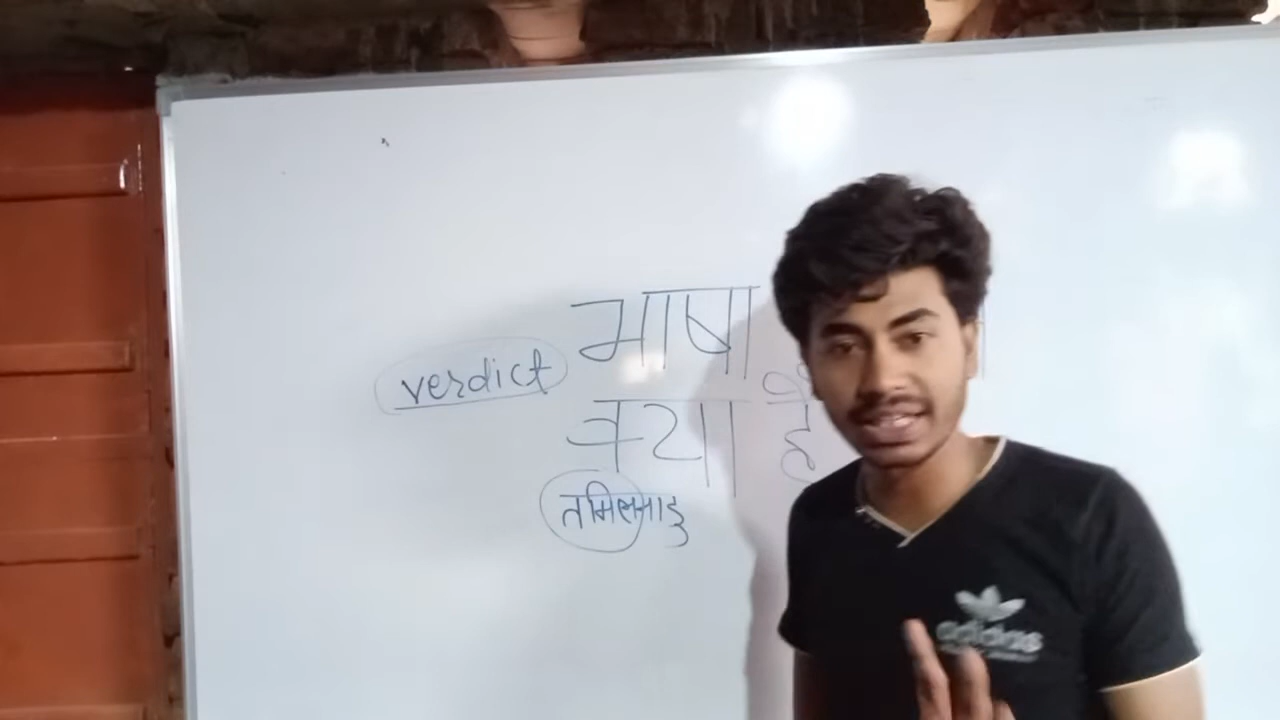 भाषा
verdict
क्या है
तमिलनाडु
adidas